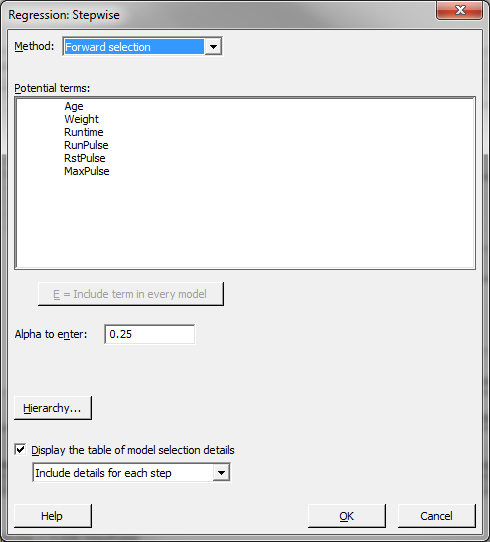 Regression: Stepwise
Method: Forward selection
Potential terms:
Age
Weight
Runtime
RunPulse
RstPulse
MaxPulse
E = Include term in every model
Alpha to enter: 0.25
Hierarchy...
Display the table of model selection details
Include details for each step
Help OK Cancel